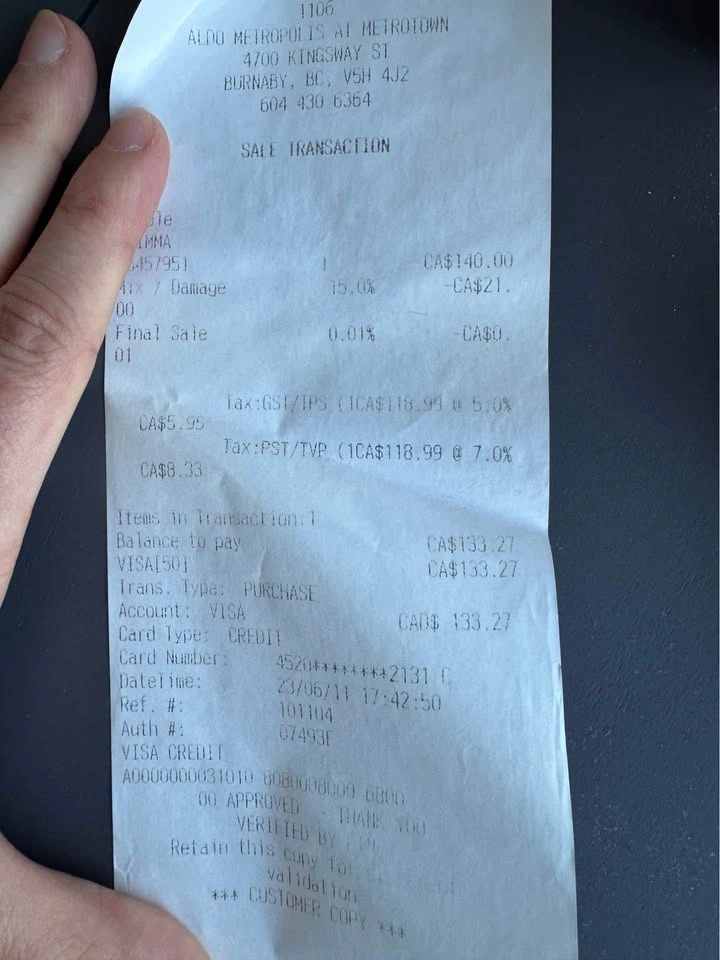 1106
ALDO METROPOLIS AT METROTOWN
4700 KINGSWAY ST
BURNABY, BC, V5H 4J2
604 430 6364
SALE TRANSACTION
MMA
457951 1 CA$140.00
/ Damage 15.0% -CA$21.
00
Final Sale 0.01% -CA$0.
01
Tax:GST/TPS (1CA$118.99 @ 5.0%
CA$5.95
Tax:PST/TVP (1CA$118.99 @ 7.0%
CA$8.33
Items in Transaction:1
Balance to pay CA$133.27
VISA[50] CA$133.27
Trans. Type: PURCHASE
Account: VISA CAD$ 133.27
Card Type: CREDIT
Card Number: 4520********2131 C
DateTime: 23/06/11 17:42:50
Ref. #: 101104
Auth #: 07493F
VISA CREDIT
A0000000031010 8080008000 6800
00 APPROVED - THANK YOU
VERIFIED BY
Retain this copy for
validation
*** CUSTOMER COPY ***